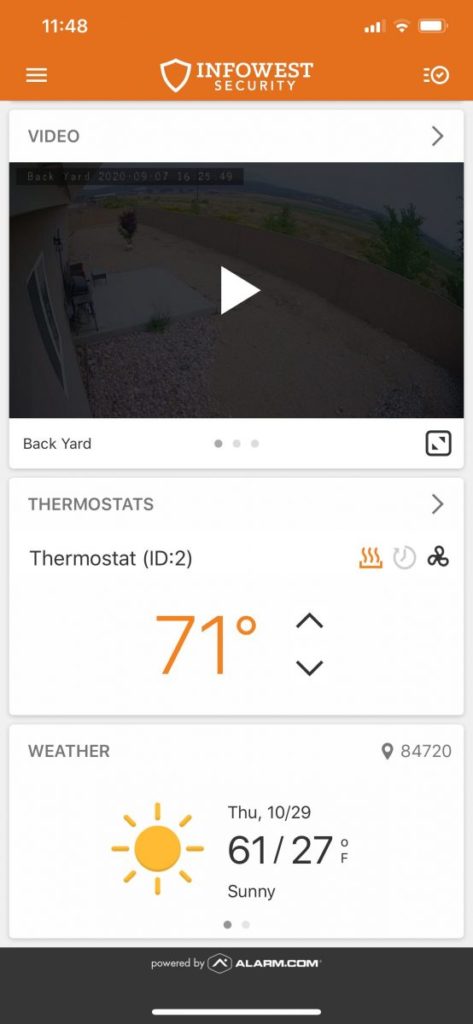 11:48
INFOWEST
SECURITY
VIDEO
Back Yard 2020-09-07 16:25:49
Back Yard
THERMOSTATS
Thermostat (ID:2)
71°
WEATHER
84720
Thu, 10/29
61/27 °F
Sunny
powered by ALARM.COM